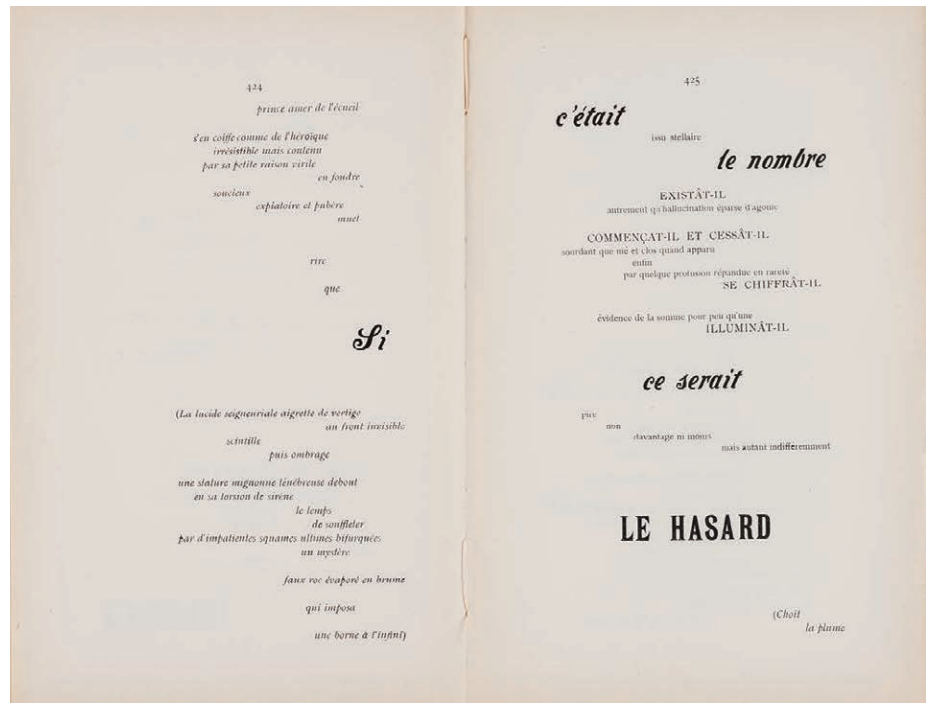 424
prince amer de l'écueil
s'en coiffe comme de l'héroïque
irrésistible mais contenu
par sa petite raison virile
en foudre
soucieux
expiatoire et pubère
muet
rire
que
Si
(La lucide seigneuriale aigrette de vertige
au front invisible
scintille
puis ombrage
une stature mignonne ténébreuse debout
en sa torsion de sirène
le temps
de souffleter
par d'impatientes squames ultimes bifurquées
un mystère
faux roc évaporé en brume
qui imposa
une borne à l'infini)
425
c'était
issu stellaire
le nombre
EXISTÂT-IL
autrement qu'hallucination éparse d'agonie
COMMENÇAT-IL ET CESSÂT-IL
sourdant que nié et clos quand apparu
enfin
par quelque profusion répandue en rareté
SE CHIFFRÂT-IL
évidence de la somme pour peu qu'une
ILLUMINÂT-IL
ce serait
pire
non
davantage ni moins
mais autant indifféremment
LE HASARD
(Choit
la plume